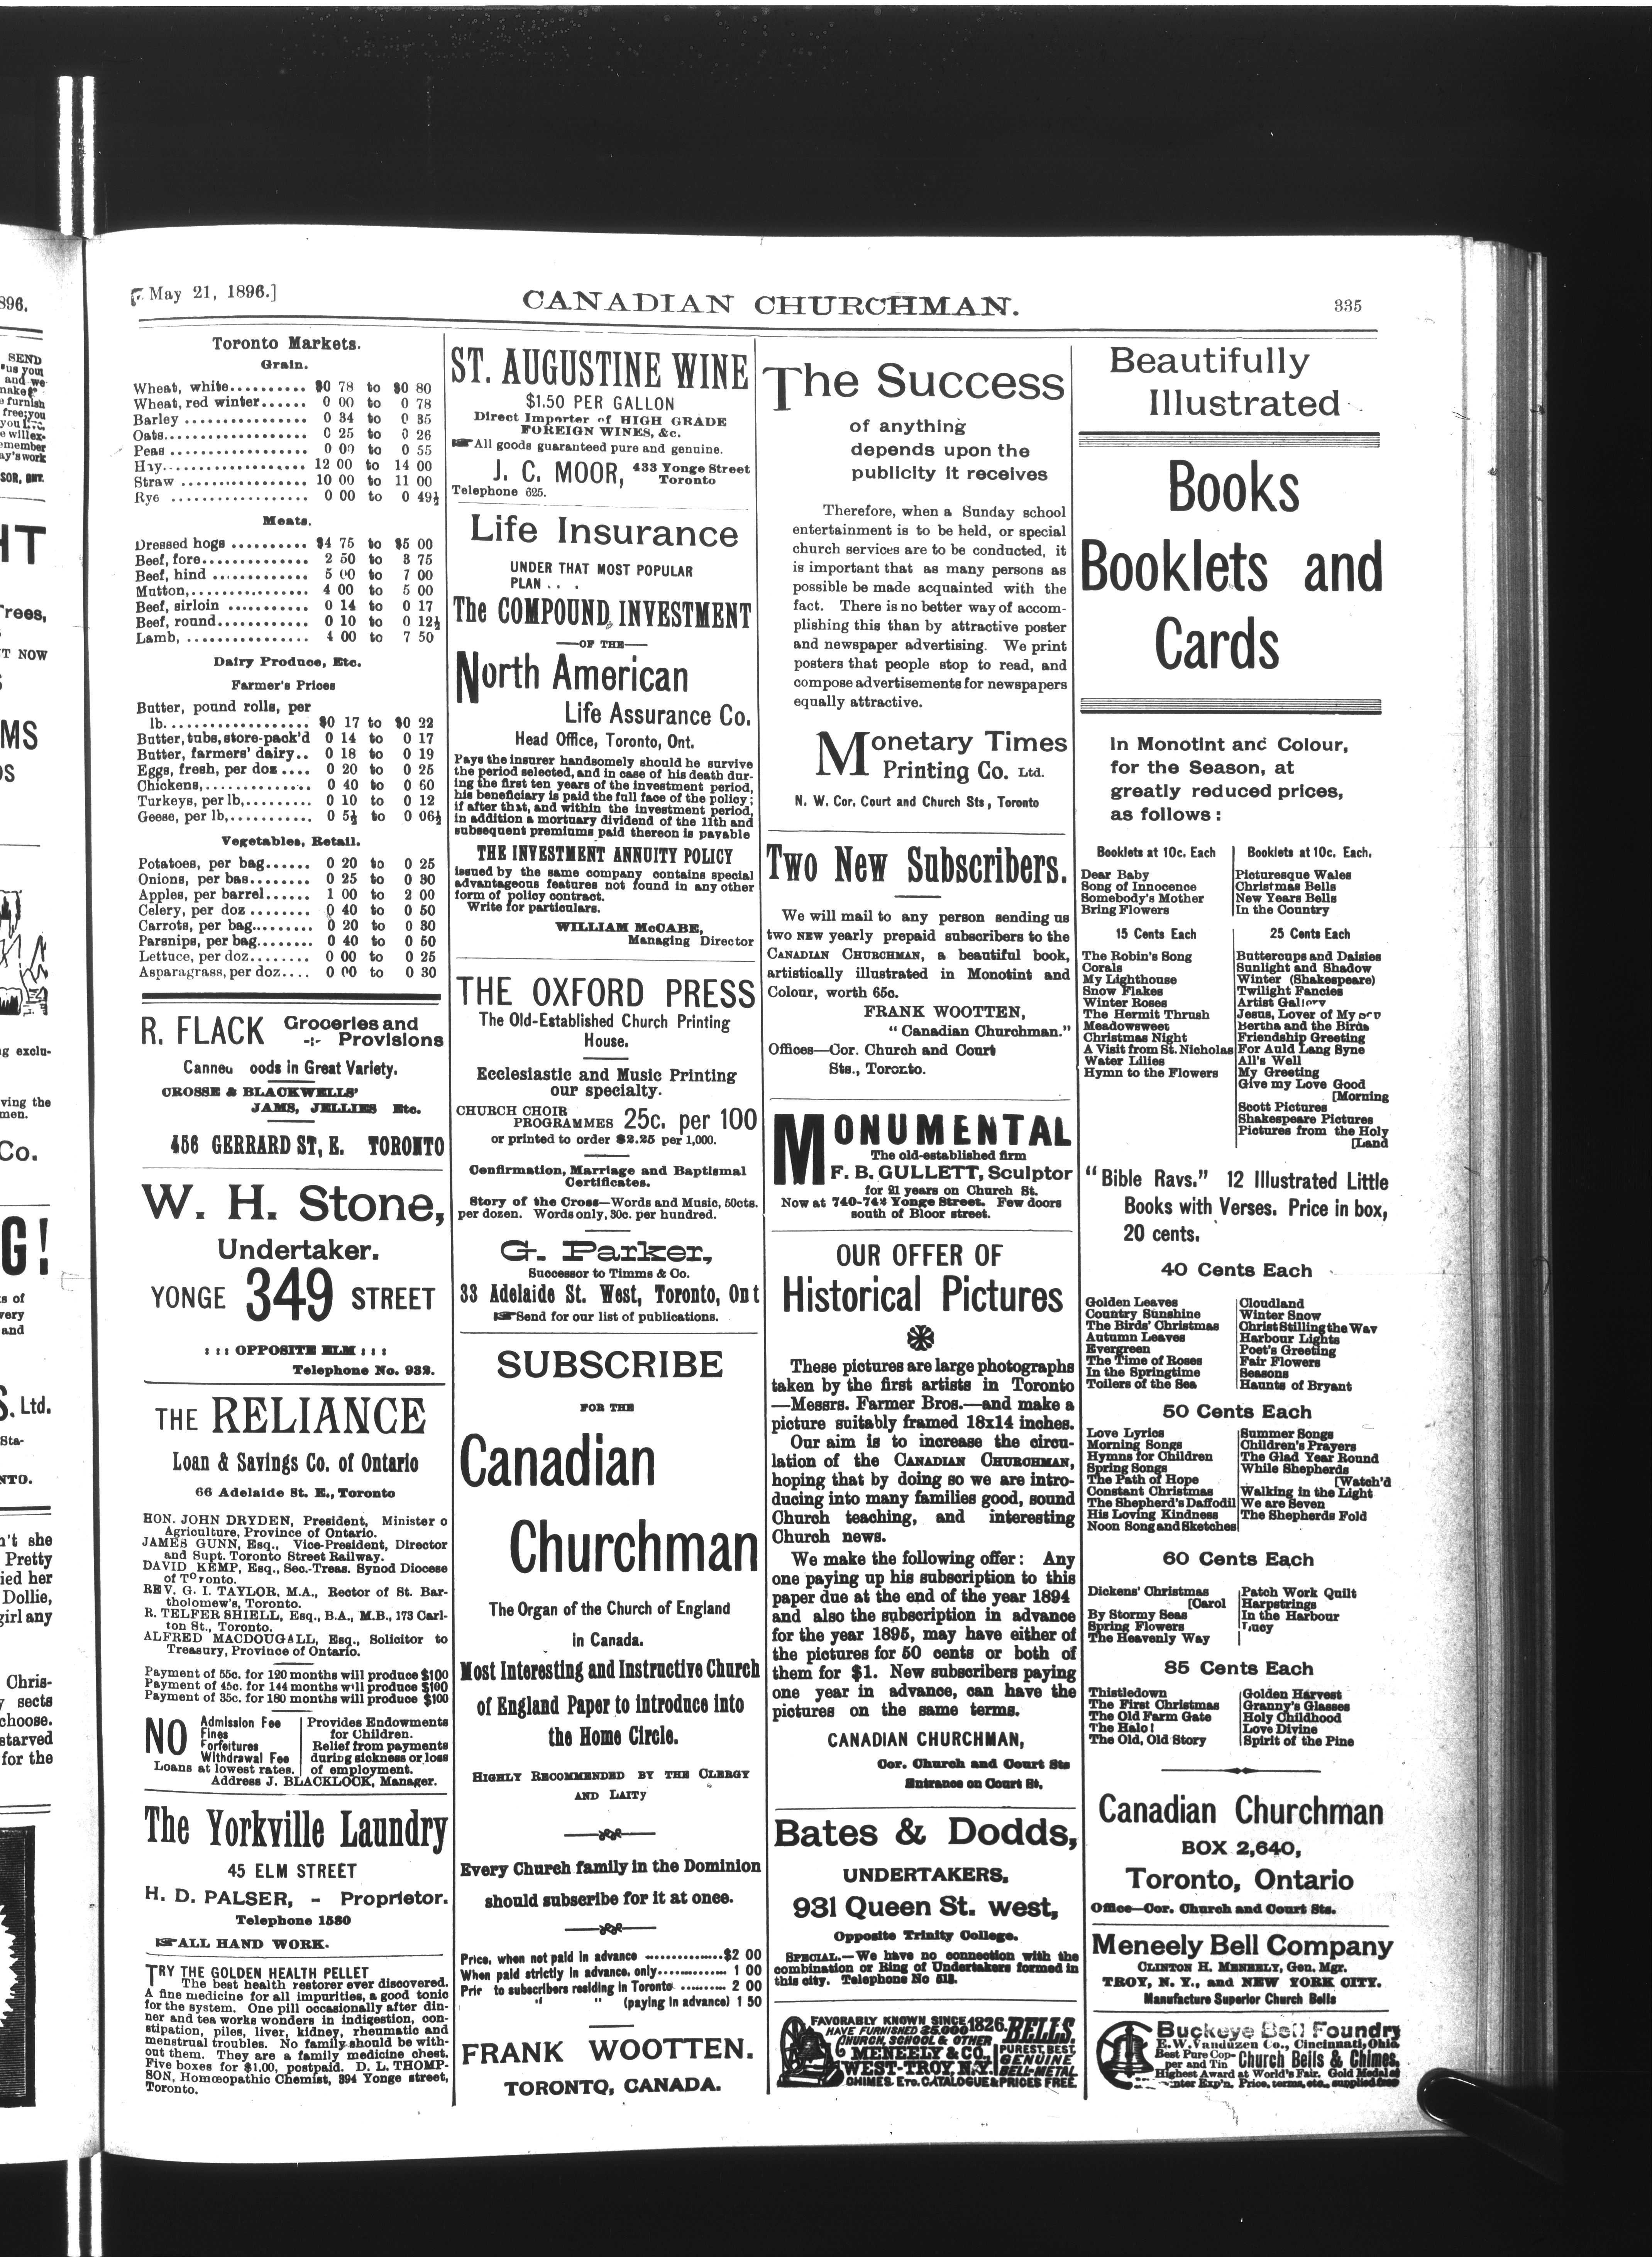 May 21, 1896.]
CANADIAN CHURCHMAN.
335
Toronto Markets.
Grain.
Wheat, white.......... $0 78 to $0 80
Wheat, red winter...... 0 00 to 0 78
Barley ................ 0 34 to 0 35
Oats................... 0 25 to 0 26
Peas .................. 0 00 to 0 55
Hay.................... 12 00 to 14 00
Straw ................. 10 00 to 11 00
Rye ................... 0 00 to 0 49½
Meats.
Dressed hogs .......... $4 75 to $5 00
Beef, fore.............. 2 50 to 3 75
Beef, hind ............ 5 00 to 7 00
Mutton,................ 4 00 to 5 00
Beef, sirloin ........... 0 14 to 0 17
Beef, round............ 0 10 to 0 12½
Lamb, ................ 4 00 to 7 50
Dairy Produce, Etc.
Farmer's Prices
Butter, pound rolls, per
lb................... $0 17 to $0 22
Butter, tubs, store-pack'd 0 14 to 0 17
Butter, farmers' dairy.. 0 18 to 0 19
Eggs, fresh, per doz .... 0 20 to 0 25
Chickens,.............. 0 40 to 0 60
Turkeys, per lb,......... 0 10 to 0 12
Geese, per lb,........... 0 5½ to 0 06½
Vegetables, Retail.
Potatoes, per bag...... 0 20 to 0 25
Onions, per bas........ 0 25 to 0 30
Apples, per barrel...... 1 00 to 2 00
Celery, per doz ........ 0 40 to 0 50
Carrots, per bag........ 0 20 to 0 30
Parsnips, per bag....... 0 40 to 0 50
Lettuce, per doz........ 0 00 to 0 25
Asparagrass, per doz.... 0 00 to 0 30
R. FLACK Groceries and
Provisions
Canned oods in Great Variety.
CROSSE & BLACKWELLS'
JAMS, JELLIES Etc.
456 GERRARD ST, E. TORONTO
W. H. Stone,
Undertaker.
YONGE 349 STREET
: : : OPPOSITE ELM : : :
Telephone No. 932.
THE RELIANCE
Loan & Savings Co. of Ontario
66 Adelaide St. E., Toronto
HON. JOHN DRYDEN, President, Minister o
Agriculture, Province of Ontario.
JAMES GUNN, Esq., Vice-President, Director
and Supt. Toronto Street Railway.
DAVID KEMP, Esq., Sec.-Treas. Synod Diocese
of Toronto.
REV. G. I. TAYLOR, M.A., Rector of St. Bar-
tholomew's, Toronto.
R. TELFER SHIELL, Esq., B.A., M.B., 173 Carl-
ton St., Toronto.
ALFRED MACDOUGALL, Esq., Solicitor to
Treasury, Province of Ontario.
Payment of 55c. for 120 months will produce $100
Payment of 45c. for 144 months will produce $100
Payment of 35c. for 180 months will produce $100
NO
Admission Fee
Fines
Forfeitures
Withdrawal Fee
Loans at lowest rates.
Provides Endowments
for Children.
Relief from payments
during sickness or loss
of employment.
Address J. BLACKLOCK, Manager.
The Yorkville Laundry
45 ELM STREET
H. D. PALSER, - Proprietor.
Telephone 1580
☞ALL HAND WORK.
TRY THE GOLDEN HEALTH PELLET
The best health restorer ever discovered.
A fine medicine for all impurities, a good tonic
for the system. One pill occasionally after din-
ner and tea works wonders in indigestion, con-
stipation, piles, liver, kidney, rheumatic and
menstrual troubles. No family should be with-
out them. They are a family medicine chest.
Five boxes for $1.00, postpaid. D. L. THOMP-
SON, Homœopathic Chemist, 394 Yonge street,
Toronto.
ST. AUGUSTINE WINE
$1.50 PER GALLON
Direct Importer of HIGH GRADE
FOREIGN WINES, &c.
☞All goods guaranteed pure and genuine.
J. C. MOOR, 433 Yonge Street
Toronto
Telephone 625.
Life Insurance
UNDER THAT MOST POPULAR
PLAN . . .
The COMPOUND INVESTMENT
—OF THE—
North American
Life Assurance Co.
Head Office, Toronto, Ont.
Pays the insurer handsomely should he survive
the period selected, and in case of his death dur-
ing the first ten years of the investment period,
his beneficiary is paid the full face of the policy;
if after that, and within the investment period,
in addition a mortuary dividend of the 11th and
subsequent premiums paid thereon is payable
THE INVESTMENT ANNUITY POLICY
issued by the same company contains special
advantageous features not found in any other
form of policy contract.
Write for particulars.
WILLIAM McCABE,
Managing Director
THE OXFORD PRESS
The Old-Established Church Printing
House.
Ecclesiastic and Music Printing
our specialty.
CHURCH CHOIR
PROGRAMMES 25c. per 100
or printed to order $2.25 per 1,000.
Confirmation, Marriage and Baptismal
Certificates.
Story of the Cross—Words and Music, 50cts.
per dozen. Words only, 30c. per hundred.
G. Parker,
Successor to Timms & Co.
33 Adelaide St. West, Toronto, Ont
☞Send for our list of publications.
SUBSCRIBE
FOR THE
Canadian
Churchman
The Organ of the Church of England
in Canada.
Most Interesting and Instructive Church
of England Paper to introduce into
the Home Circle.
HIGHLY RECOMMENDED BY THE CLERGY
AND LAITY
Every Church family in the Dominion
should subscribe for it at once.
Price, when not paid in advance ..............$2 00
When paid strictly in advance, only............ 1 00
Pric to subscribers residing in Toronto ......... 2 00
" " (paying in advance) 1 50
FRANK WOOTTEN.
TORONTO, CANADA.
The Success
of anything
depends upon the
publicity it receives
Therefore, when a Sunday school
entertainment is to be held, or special
church services are to be conducted, it
is important that as many persons as
possible be made acquainted with the
fact. There is no better way of accom-
plishing this than by attractive poster
and newspaper advertising. We print
posters that people stop to read, and
compose advertisements for newspapers
equally attractive.
Monetary Times
Printing Co. Ltd.
N. W. Cor. Court and Church Sts, Toronto
Two New Subscribers.
We will mail to any person sending us
two NEW yearly prepaid subscribers to the
CANADIAN CHURCHMAN, a beautiful book,
artistically illustrated in Monotint and
Colour, worth 65c.
FRANK WOOTTEN,
"Canadian Churchman."
Offices—Cor. Church and Court
Sts., Toronto.
MONUMENTAL
The old-established firm
F. B. GULLETT, Sculptor
for 21 years on Church St.
Now at 740-742 Yonge Street. Few doors
south of Bloor street.
OUR OFFER OF
Historical Pictures
These pictures are large photographs
taken by the first artists in Toronto
—Messrs. Farmer Bros.—and make a
picture suitably framed 18x14 inches.
Our aim is to increase the circu-
lation of the CANADIAN CHURCHMAN,
hoping that by doing so we are intro-
ducing into many families good, sound
Church teaching, and interesting
Church news.
We make the following offer: Any
one paying up his subscription to this
paper due at the end of the year 1894
and also the subscription in advance
for the year 1895, may have either of
the pictures for 50 cents or both of
them for $1. New subscribers paying
one year in advance, can have the
pictures on the same terms.
CANADIAN CHURCHMAN,
Cor. Church and Court Sts
Entrance on Court St,
Bates & Dodds,
UNDERTAKERS,
931 Queen St. west,
Opposite Trinity College.
SPECIAL.—We have no connection with the
combination or Ring of Undertakers formed in
this city. Telephone No 513.
FAVORABLY KNOWN SINCE 1826. BELLS.
HAVE FURNISHED 35.000
CHURCH, SCHOOL & OTHER
MENEELY & CO.,
WEST-TROY, N.Y.
PUREST, BEST,
GENUINE
BELL-METAL
CHIMES. Etc. CATALOGUE & PRICES FREE.
Beautifully
Illustrated
Books
Booklets and
Cards
In Monotint and Colour,
for the Season, at
greatly reduced prices,
as follows:
Booklets at 10c. Each
Dear Baby
Song of Innocence
Somebody's Mother
Bring Flowers
Booklets at 10c. Each.
Picturesque Wales
Christmas Bells
New Years Bells
In the Country
15 Cents Each
The Robin's Song
Corals
My Lighthouse
Snow Flakes
Winter Roses
The Hermit Thrush
Meadowsweet
Christmas Night
A Visit from St. Nicholas
Water Lilies
Hymn to the Flowers
25 Cents Each
Buttercups and Daisies
Sunlight and Shadow
Winter (Shakespeare)
Twilight Fancies
Artist Gallery
Jesus, Lover of My
Bertha and the Birds
Friendship Greeting
For Auld Lang Syne
All's Well
My Greeting
Give my Love Good
[Morning
Scott Pictures
Shakespeare Pictures
Pictures from the Holy
[Land
"Bible Rays." 12 Illustrated Little
Books with Verses. Price in box,
20 cents.
40 Cents Each
Golden Leaves
Country Sunshine
The Birds' Christmas
Autumn Leaves
Evergreen
The Time of Roses
In the Springtime
Toilers of the Sea
Cloudland
Winter Snow
Christ Stilling the Wav
Harbour Lights
Poet's Greeting
Fair Flowers
Seasons
Haunts of Bryant
50 Cents Each
Love Lyrics
Morning Songs
Hymns for Children
Spring Songs
The Path of Hope
Constant Christmas
The Shepherd's Daffodil
His Loving Kindness
Noon Song and Sketches
Summer Songs
Children's Prayers
The Glad Year Round
While Shepherds
[Watch'd
Walking in the Light
We are Seven
The Shepherds Fold
60 Cents Each
Dickens' Christmas
[Carol
By Stormy Seas
Spring Flowers
The Heavenly Way
Patch Work Quilt
Harpstrings
In the Harbour
Lucy
85 Cents Each
Thistledown
The First Christmas
The Old Farm Gate
The Halo!
The Old, Old Story
Golden Harvest
Granny's Glasses
Holy Childhood
Love Divine
Spirit of the Pine
Canadian Churchman
BOX 2,640,
Toronto, Ontario
Office—Cor. Church and Court Sts.
Meneely Bell Company
CLINTON H. MENEELY, Gen. Mgr.
TROY, N. Y., and NEW YORK CITY.
Manufacture Superior Church Bells
Buckeye Bell Foundry
E. W. Vanduzen Co., Cincinnati, Ohio
Best Pure Cop-
per and Tin Church Bells & Chimes.
Highest Award at World's Fair. Gold Medal at
Exp'n. Price, terms, etc., supplied free